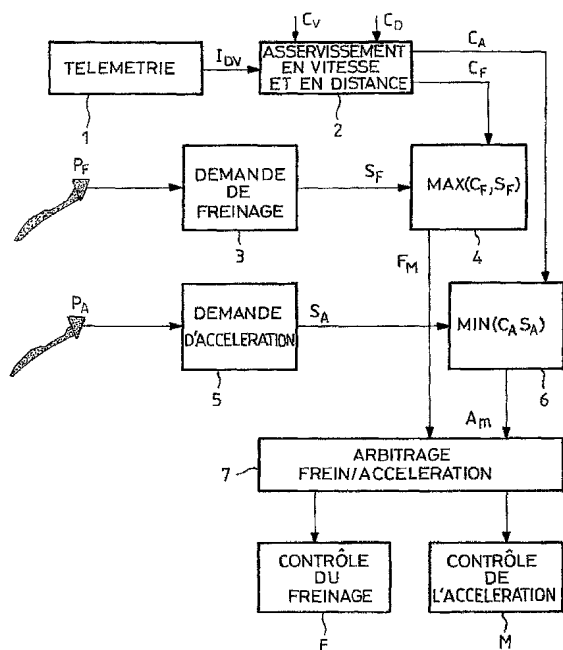 C_V
C_D
TELEMETRIE
I_DV
ASSERVISSEMENT
EN VITESSE
ET EN DISTANCE
C_A
C_F
1
2
P_F
DEMANDE
DE
FREINAGE
S_F
MAX(C_F, S_F)
3
4
F_M
P_A
DEMANDE
D'ACCELERATION
S_A
MIN(C_A S_A)
5
6
A_m
7
ARBITRAGE
FREIN/ACCELERATION
CONTRÔLE
DU
FREINAGE
CONTRÔLE
DE
L'ACCELERATION
F
M